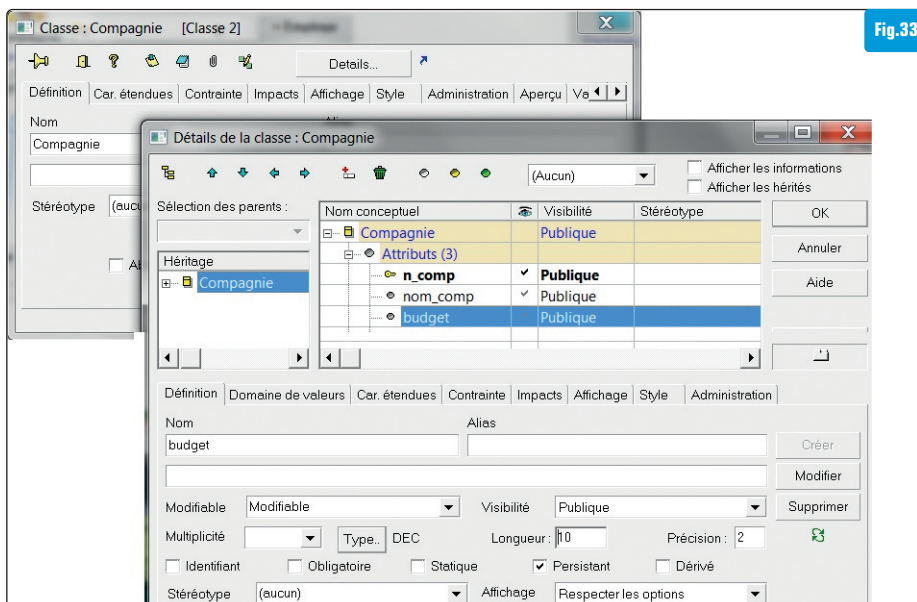 Fig.33
Classe : Compagnie [Classe 2]
Details...
Définition Car. étendues Contrainte Impacts Affichage Style Administration Aperçu Va
Nom
Compagnie
Stéréotype
Détails de la classe : Compagnie
(Aucun)
Afficher les informations
Afficher les hérités
Sélection des parents :
Héritage
Compagnie
Nom conceptuel Visibilité Stéréotype
Compagnie Publique
Attributs (3)
n_comp Publique
nom_comp Publique
budget Publique
OK
Annuler
Aide
Définition Domaine de valeurs Car. étendues Contrainte Impacts Affichage Style Administration
Nom Alias
budget
Créer
Modifier
Modifiable Modifiable Visibilité Publique Supprimer
Multiplicité Type.. DEC Longueur : 10 Précision : 2
Identifiant Obligatoire Statique Persistant Dérivé
Stéréotype (aucun) Affichage Respecter les options